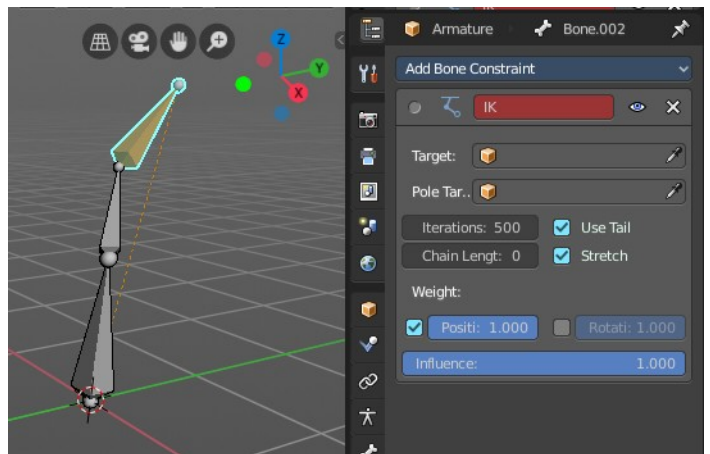 Armature Bone.002
Z
Y
X
Add Bone Constraint
IK
Target:
Pole Tar..
Iterations: 500 Use Tail
Chain Lengt: 0 Stretch
Weight:
Positi: 1.000 Rotati: 1.000
Influence: 1.000